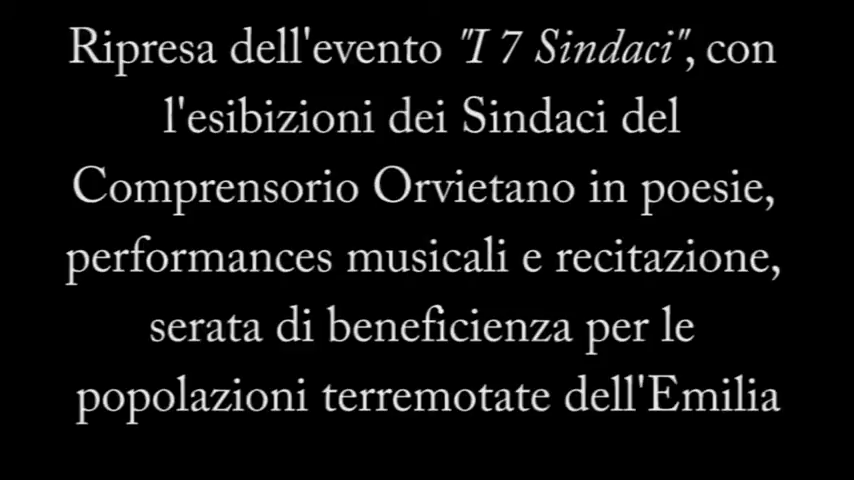 Ripresa dell'evento "I 7 Sindaci", con
l'esibizioni dei Sindaci del
Comprensorio Orvietano in poesie,
performances musicali e recitazione,
serata di beneficienza per le
popolazioni terremotate dell'Emilia